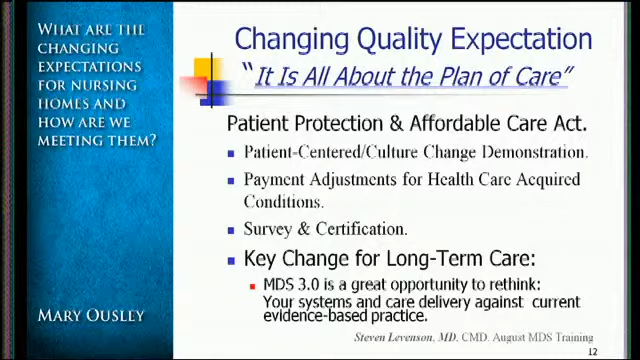 WHAT ARE THE
CHANGING
EXPECTATIONS
FOR NURSING
HOMES AND
HOW ARE WE
MEETING THEM?
MARY OUSLEY
Changing Quality Expectation
"It Is All About the Plan of Care"
Patient Protection & Affordable Care Act.
Patient-Centered/Culture Change Demonstration.
Payment Adjustments for Health Care Acquired
Conditions.
Survey & Certification.
Key Change for Long-Term Care:
MDS 3.0 is a great opportunity to rethink:
Your systems and care delivery against current
evidence-based practice.
Steven Levenson, MD. CMD. August MDS Training
12